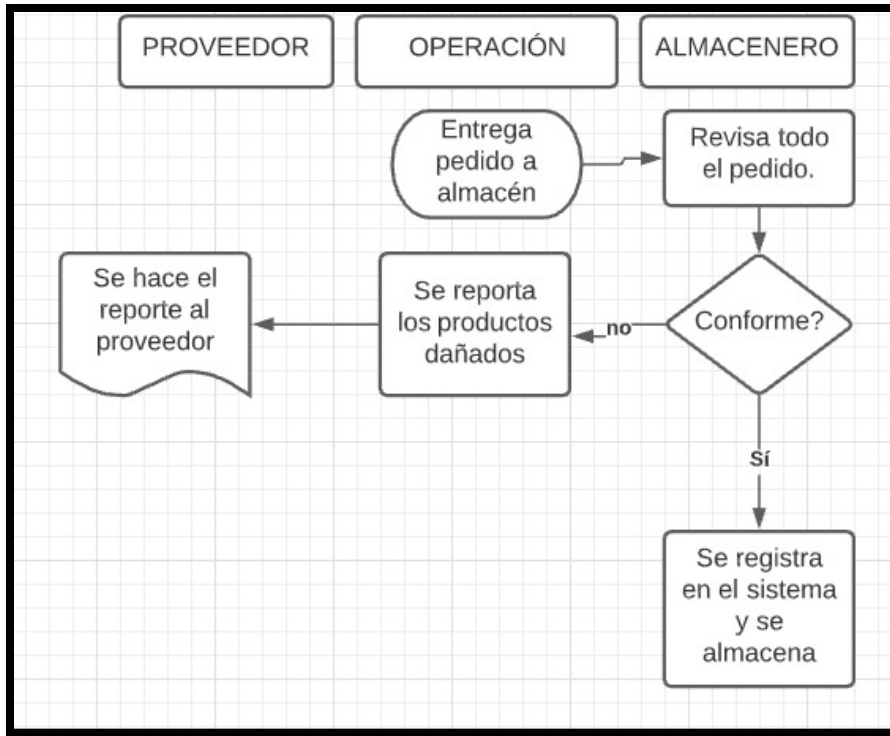 PROVEEDOR
OPERACIÓN
ALMACENERO
Entrega
pedido a
almacén
Revisa todo
el pedido.
Se hace el
reporte al
proveedor
Se reporta
los productos
dañados
no
Conforme?
Sí
Se registra
en el sistema
y se
almacena